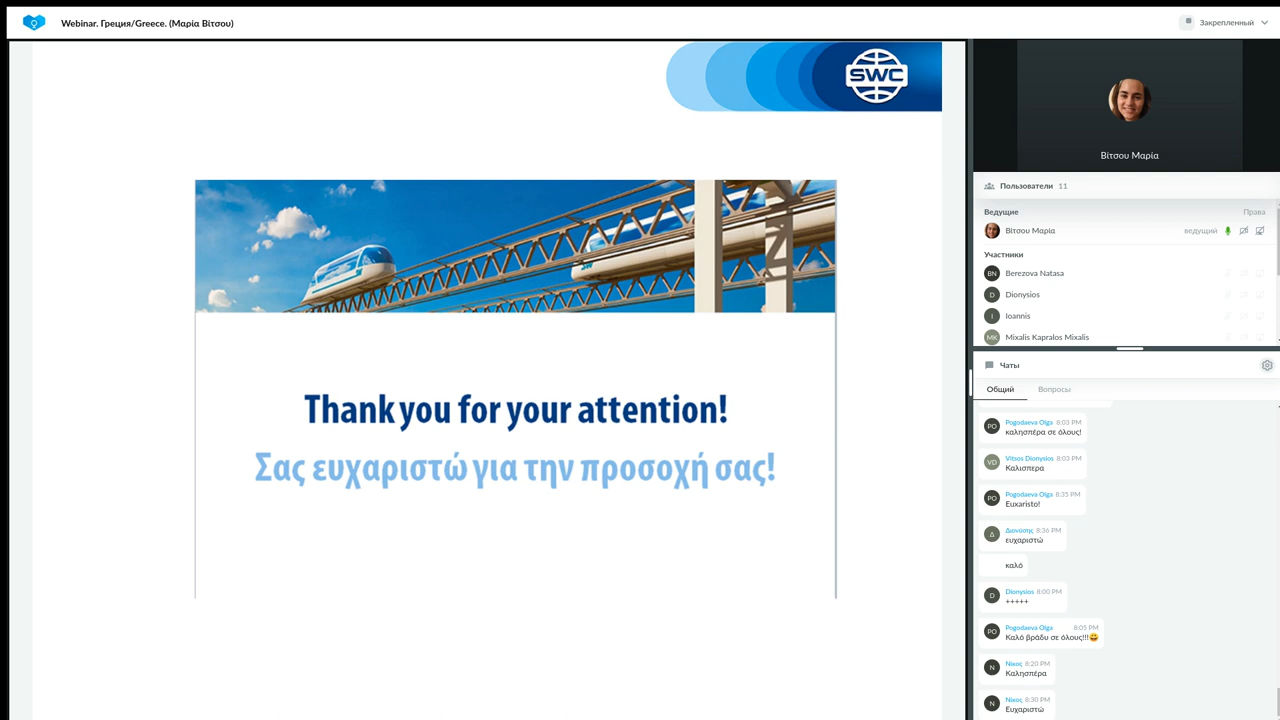 Webinar. Греция/Greece. (Μαρία Βίτσου)
Закрепленный
SWC
Thank you for your attention!
Σας ευχαριστώ για την προσοχή σας!
Βίτσου Μαρία
Пользователи 11
Ведущие Права
Βίτσου Μαρία ведущий
Участники
BN Berezova Natasa
D Dionysios
I Ioannis
MK Mixalis Kapralos Mixalis
Чаты
Общий Вопросы
PO Pogodaeva Olga 8:03 PM
καλησπέρα σε όλους!
VD Vitsos Dionysios 8:03 PM
Καλισπερα
PO Pogodaeva Olga 8:35 PM
Euxaristo!
Δ Διονύσης 8:36 PM
ευχαριστώ
καλό
D Dionysios 8:00 PM
+++++
PO Pogodaeva Olga 8:05 PM
Καλό βράδυ σε όλους!!!😀
N Νίκος 8:20 PM
Καλησπέρα
N Νίκος 8:30 PM
Ευχαριστώ